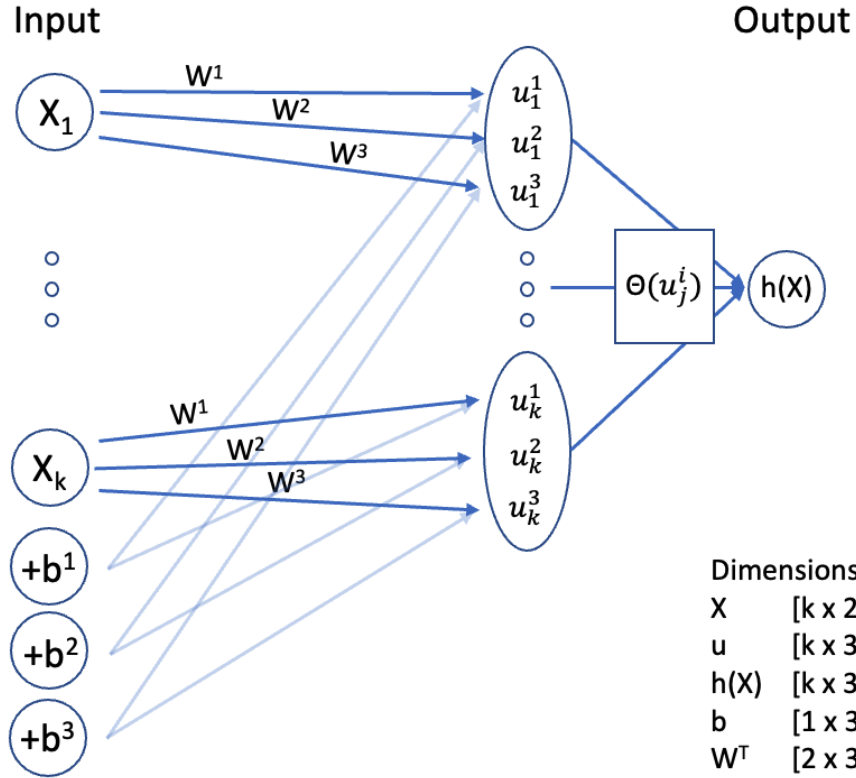 Input
Output
X₁
W¹
W²
W³
u₁¹
u₁²
u₁³
Θ(uⱼⁱ)
h(X)
Xₖ
W¹
W²
W³
uₖ¹
uₖ²
uₖ³
+b¹
+b²
+b³
Dimensions
X [k x 2
u [k x 3
h(X) [k x 3
b [1 x 3
Wᵀ [2 x 3